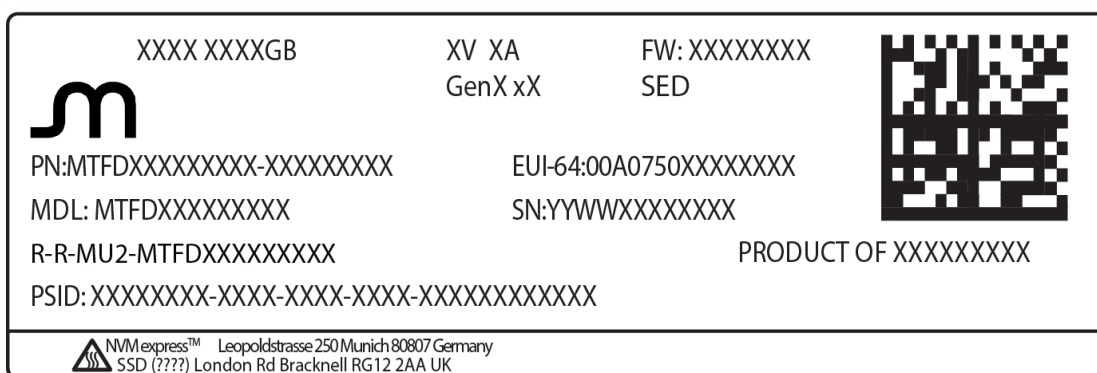 XXXX XXXXGB XV XA FW: XXXXXXXX
GenX xX SED
PN:MTFDXXXXXXXXX-XXXXXXXXX EUI-64:00A0750XXXXXXXX
MDL: MTFDXXXXXXXXX SN:YYWWXXXXXXXX
R-R-MU2-MTFDXXXXXXXXX PRODUCT OF XXXXXXXXX
PSID: XXXXXXXX-XXXX-XXXX-XXXX-XXXXXXXXXXXX
NVM express™ Leopoldstrasse 250 Munich 80807 Germany
SSD (????) London Rd Bracknell RG12 2AA UK